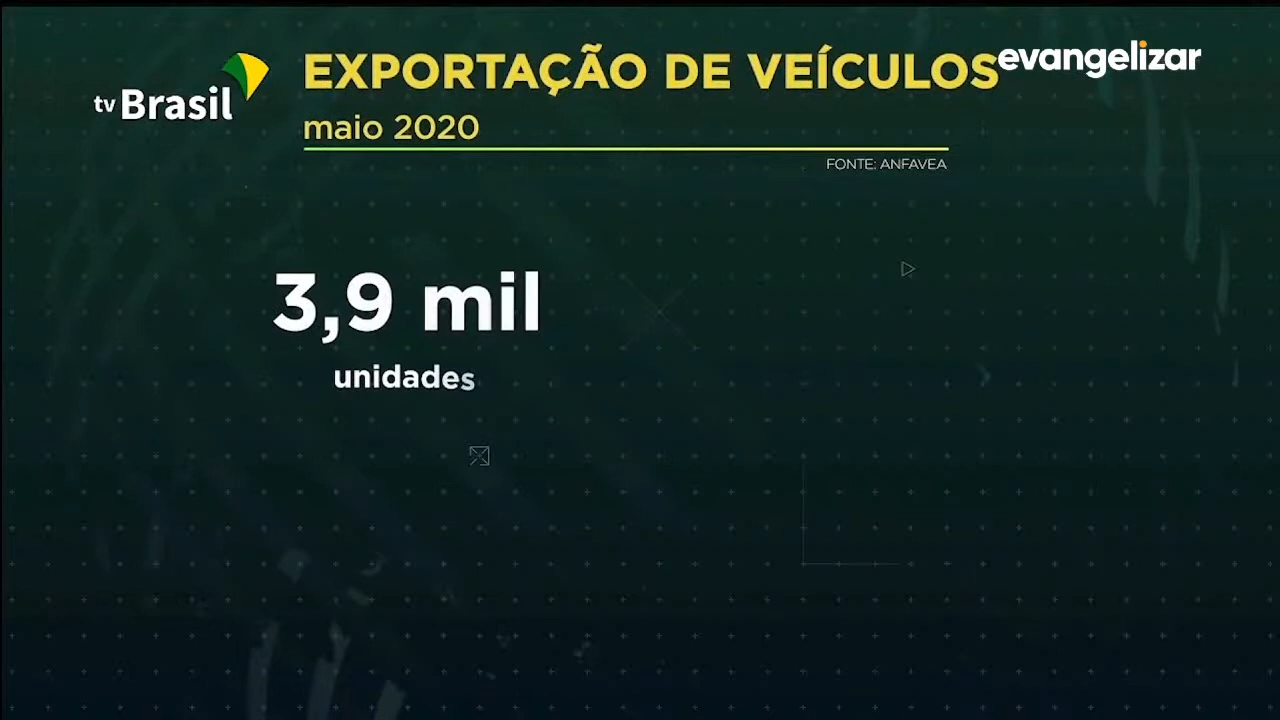 EXPORTAÇÃO DE VEÍCULOS
evangelizar
tv Brasil
maio 2020
FONTE: ANFAVEA
3,9 mil
unidades